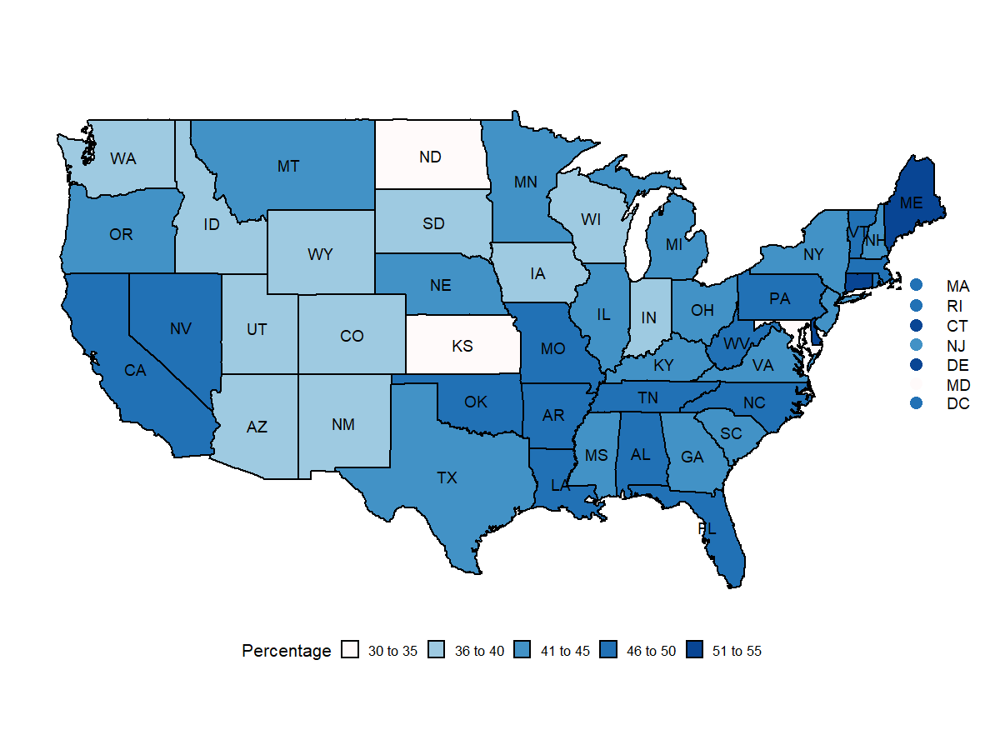 WA
MT
ND
MN
ME
OR
ID
SD
WI
MI
VT
NH
WY
NY
IA
NE
MA
PA
RI
NV
UT
CO
IL
IN
OH
CT
KS
MO
WV
NJ
CA
KY
VA
DE
MD
AZ
NM
OK
AR
TN
NC
DC
SC
MS
AL
GA
TX
LA
FL
Percentage 30 to 35 36 to 40 41 to 45 46 to 50 51 to 55